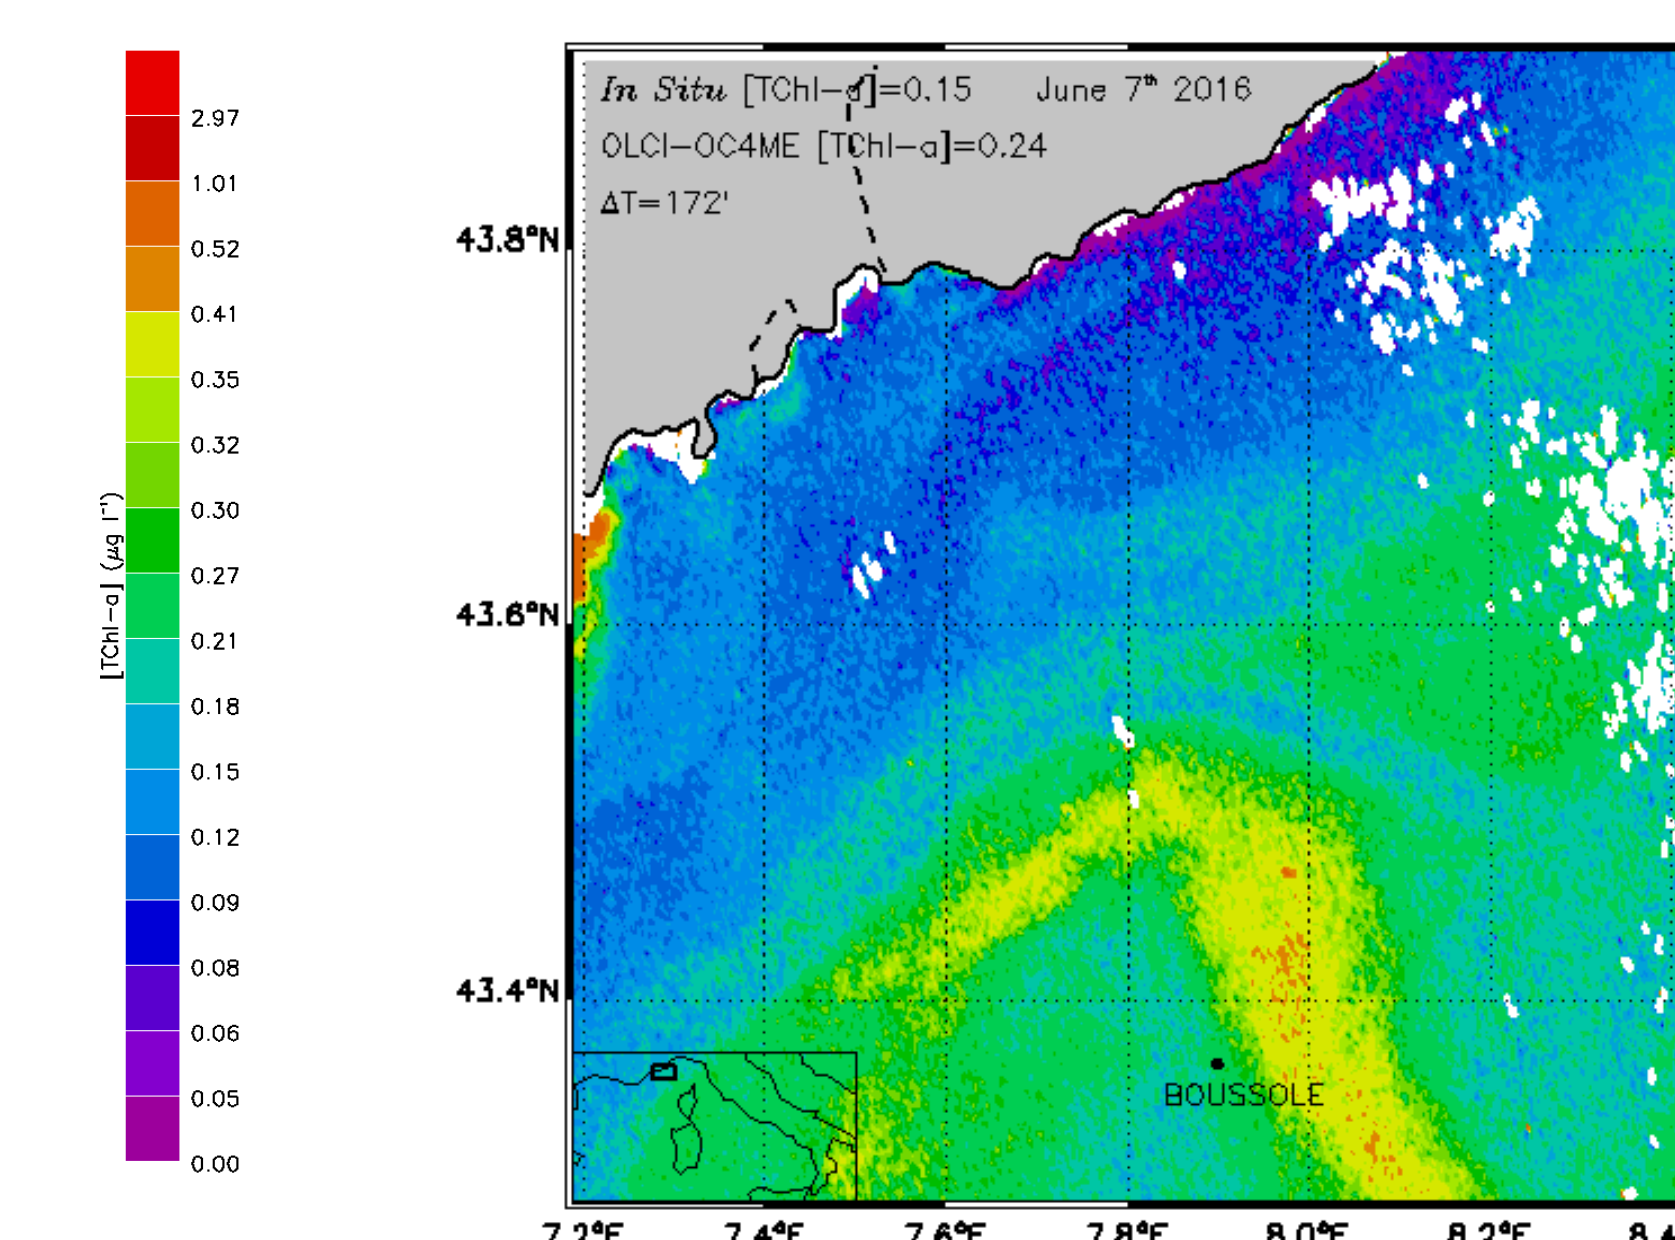 In Situ [TChl-a]=0.15 June 7th 2016
OLCI-OC4ME [TChl-a]=0.24
ΔT=172'
2.97
1.01
0.52
0.41
0.35
0.32
0.30
0.27
0.21
0.18
0.15
0.12
0.09
0.08
0.06
0.05
0.00
[TChl-a] (µg l⁻¹)
43.8°N
43.6°N
43.4°N
BOUSSOLE
7.2°E 7.4°E 7.6°E 7.8°E 8.0°E 8.2°E 8.4